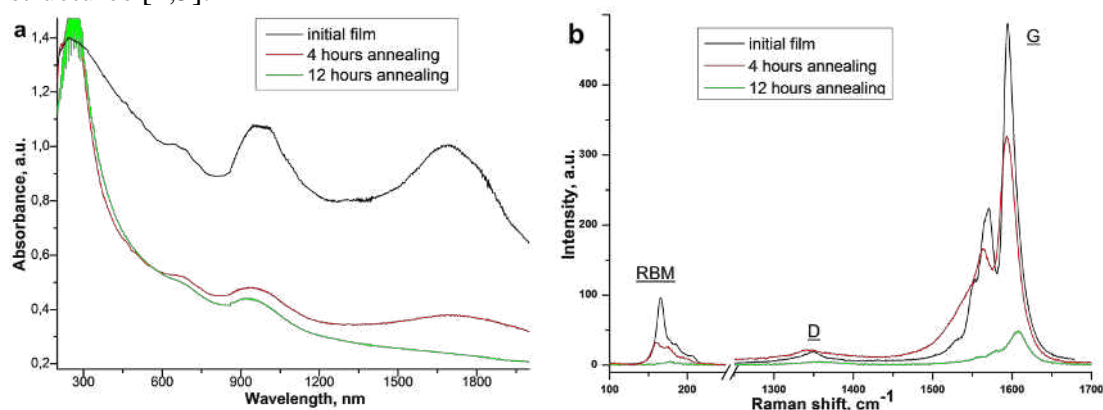 a
initial film
4 hours annealing
12 hours annealing
Absorbance, a.u.
1,4
1,2
1,0
0,8
0,6
0,4
0,2
300
600
900
1200
1500
1800
Wavelength, nm
b
initial film
4 hours annealing
12 hours annealing
G
RBM
D
Intensity, a.u.
400
300
200
100
0
100
200
1300
1400
1500
1600
1700
Raman shift, cm-1